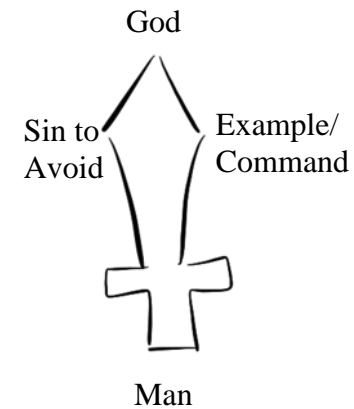 God
Sin to
Avoid
Example/
Command
Man